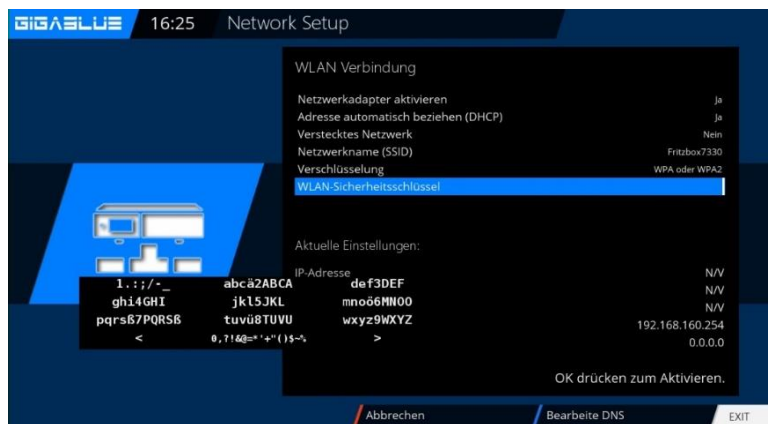 GIGABLUE 16:25 Network Setup
WLAN Verbindung
Netzwerkadapter aktivieren Ja
Adresse automatisch beziehen (DHCP) Ja
Verstecktes Netzwerk Nein
Netzwerkname (SSID) Fritzbox7330
Verschlüsselung WPA oder WPA2
WLAN-Sicherheitsschlüssel
Aktuelle Einstellungen:
IP-Adresse N/V
N/V
N/V
192.168.160.254
0.0.0.0
1.:;/-_ abcä2ABCA def3DEF
ghi4GHI jkl5JKL mnoö6MNOO
pqrsß7PQRSß tuvü8TUVU wxyz9WXYZ
< 0,?!&@=*'+"()$~% >
OK drücken zum Aktivieren.
Abbrechen Bearbeite DNS EXIT